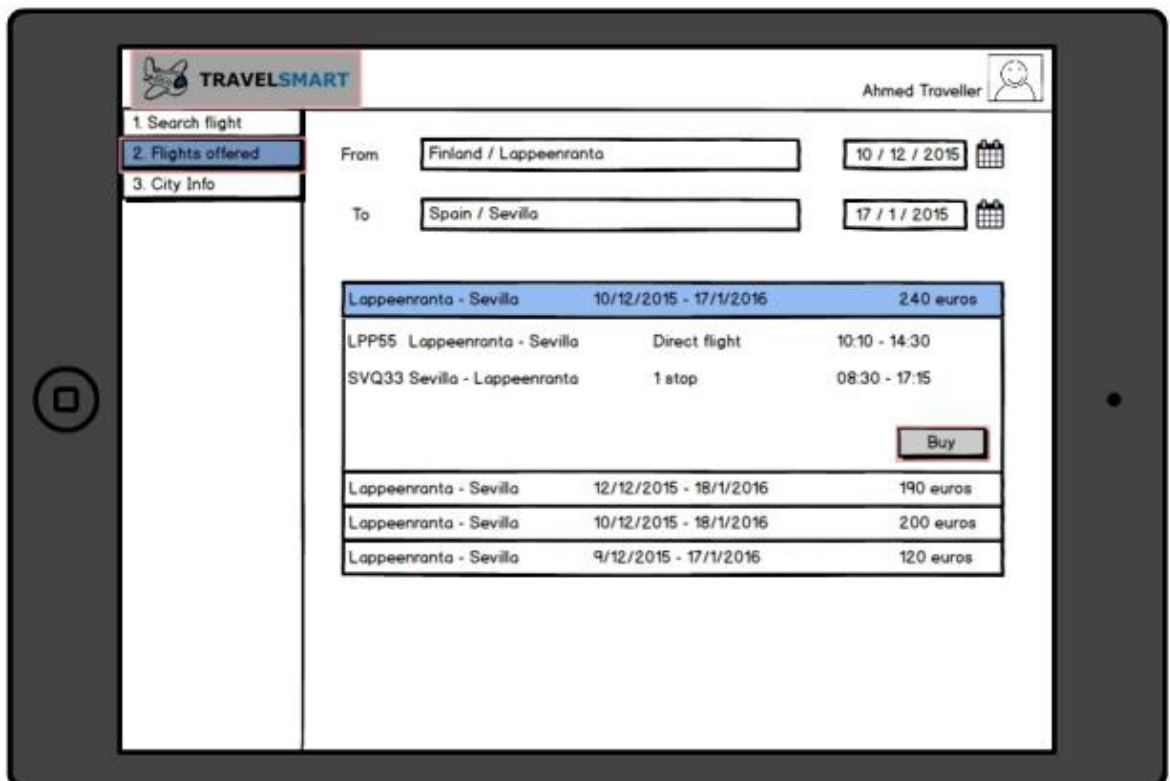 TRAVELSMART
Ahmed Traveller
1. Search flight
2. Flights offered
3. City Info
From Finland / Lappeenranta 10 / 12 / 2015
To Spain / Sevilla 17 / 1 / 2015
Lappeenranta - Sevilla 10/12/2015 - 17/1/2016 240 euros
LPP55 Lappeenranta - Sevilla Direct flight 10:10 - 14:30
SVQ33 Sevilla - Lappeenranta 1 stop 08:30 - 17:15
Buy
Lappeenranta - Sevilla 12/12/2015 - 18/1/2016 190 euros
Lappeenranta - Sevilla 10/12/2015 - 18/1/2016 200 euros
Lappeenranta - Sevilla 9/12/2015 - 17/1/2016 120 euros